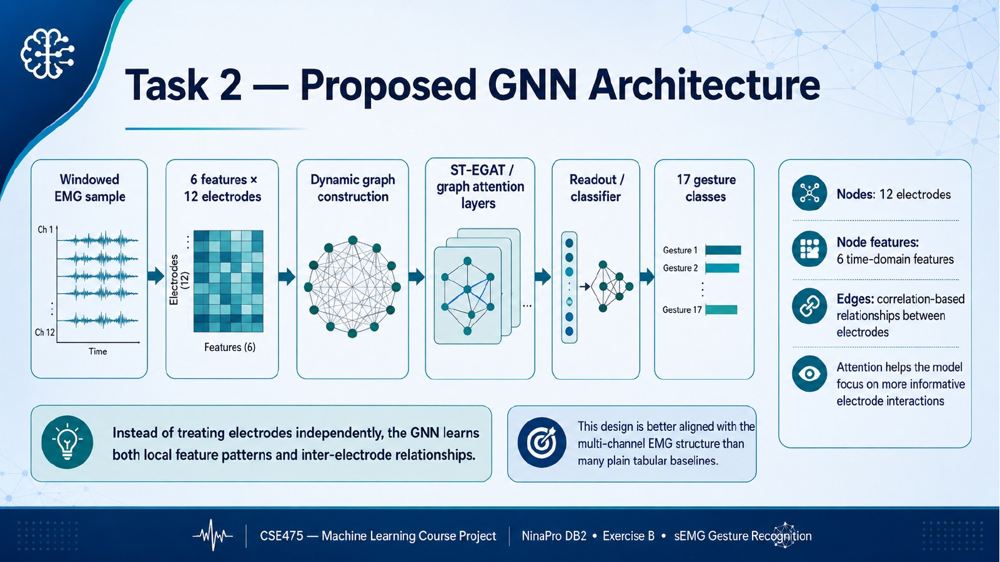 Task 2 — Proposed GNN Architecture
Windowed
EMG sample
Ch 1
Ch 12
Time
6 features ×
12 electrodes
Electrodes
(12)
Features (6)
Dynamic graph
construction
ST-EGAT /
graph attention
layers
...
Readout /
classifier
17 gesture
classes
Gesture 1
Gesture 2
Gesture 17
Nodes: 12 electrodes
Node features:
6 time-domain features
Edges: correlation-based
relationships between
electrodes
Attention helps the model
focus on more informative
electrode interactions
Instead of treating electrodes independently, the GNN learns
both local feature patterns and inter-electrode relationships.
This design is better aligned with the
multi-channel EMG structure than
many plain tabular baselines.
CSE475 — Machine Learning Course Project
NinaPro DB2 • Exercise B • sEMG Gesture Recognition